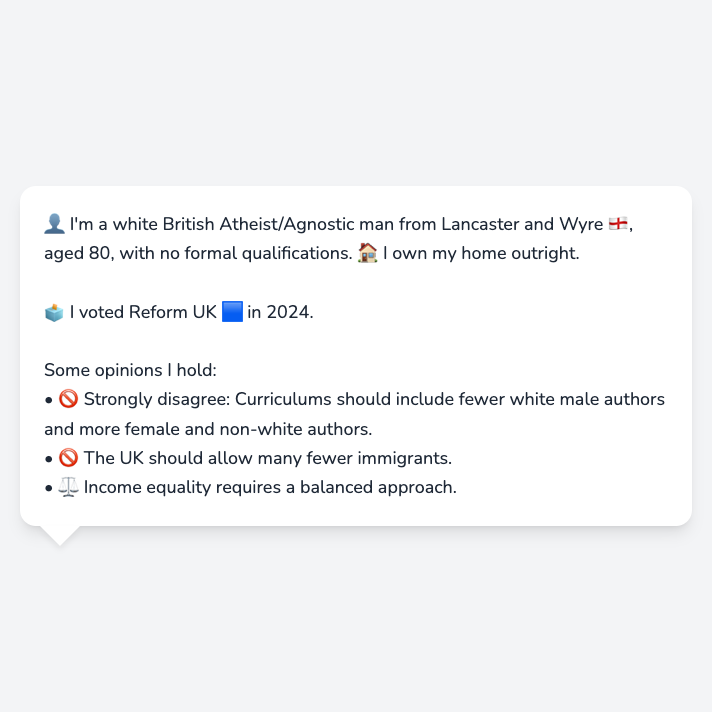 👤 I'm a white British Atheist/Agnostic man from Lancaster and Wyre 🏴󠁧󠁢󠁥󠁮󠁧󠁿,
aged 80, with no formal qualifications. 🏠 I own my home outright.
🗳️ I voted Reform UK 🟦 in 2024.
Some opinions I hold:
• 🚫 Strongly disagree: Curriculums should include fewer white male authors
and more female and non-white authors.
• 🚫 The UK should allow many fewer immigrants.
• ⚖️ Income equality requires a balanced approach.